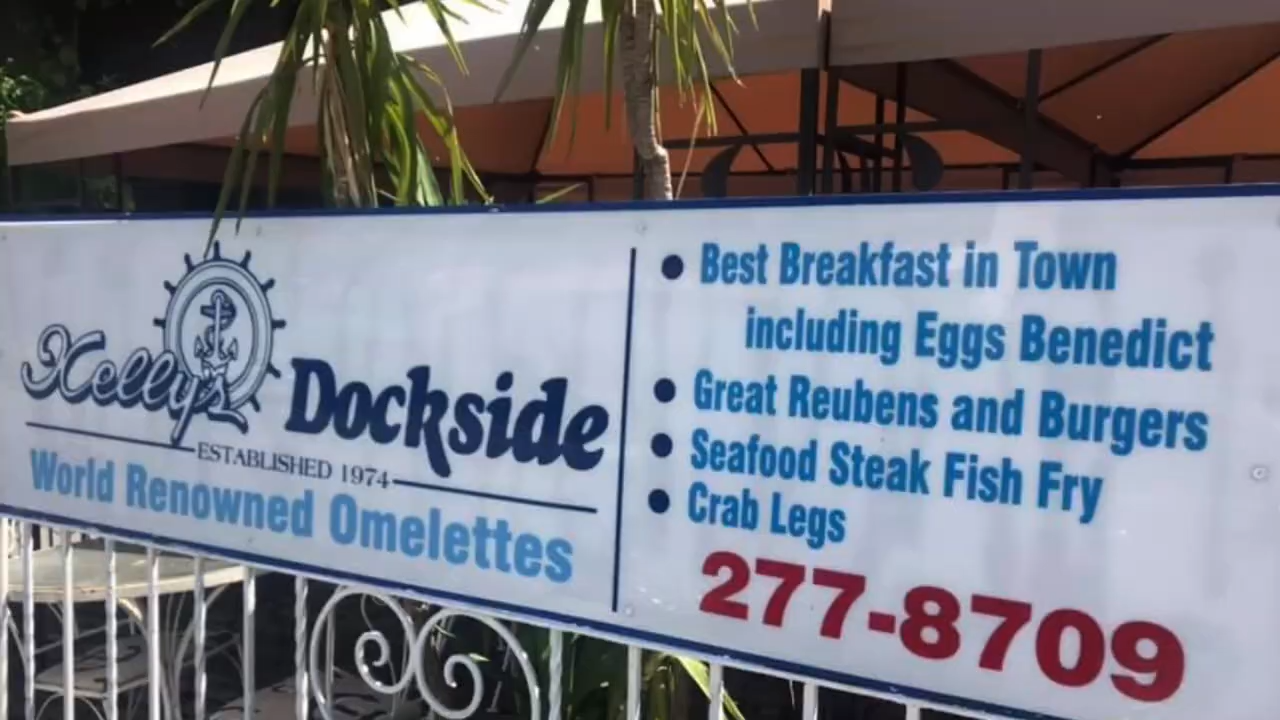 Kelly's Dockside
ESTABLISHED 1974
World Renowned Omelettes
• Best Breakfast in Town
including Eggs Benedict
• Great Reubens and Burgers
• Seafood Steak Fish Fry
• Crab Legs
277-8709